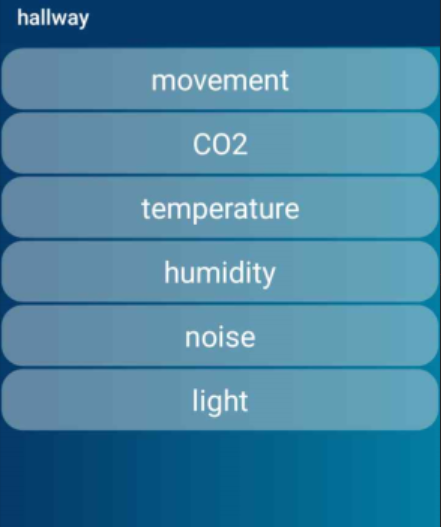 hallway
movement
CO2
temperature
humidity
noise
light